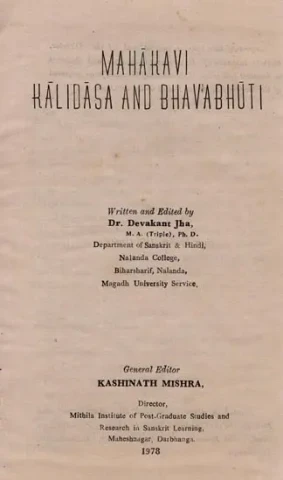 MAHĀKAVI
KĀLIDĀSA AND BHAVABHŪTI
Written and Edited by
Dr. Devakant Jha,
M. A. (Triple), Ph. D.
Department of Sanskrit & Hindi,
Nalanda College,
Biharsharif, Nalanda,
Magadh University Service.
General Editor
KASHINATH MISHRA,
Director,
Mithila Institute of Post-Graduate Studies and
Research in Sanskrit Learning,
Maheshnagar, Darbhanga.
1978